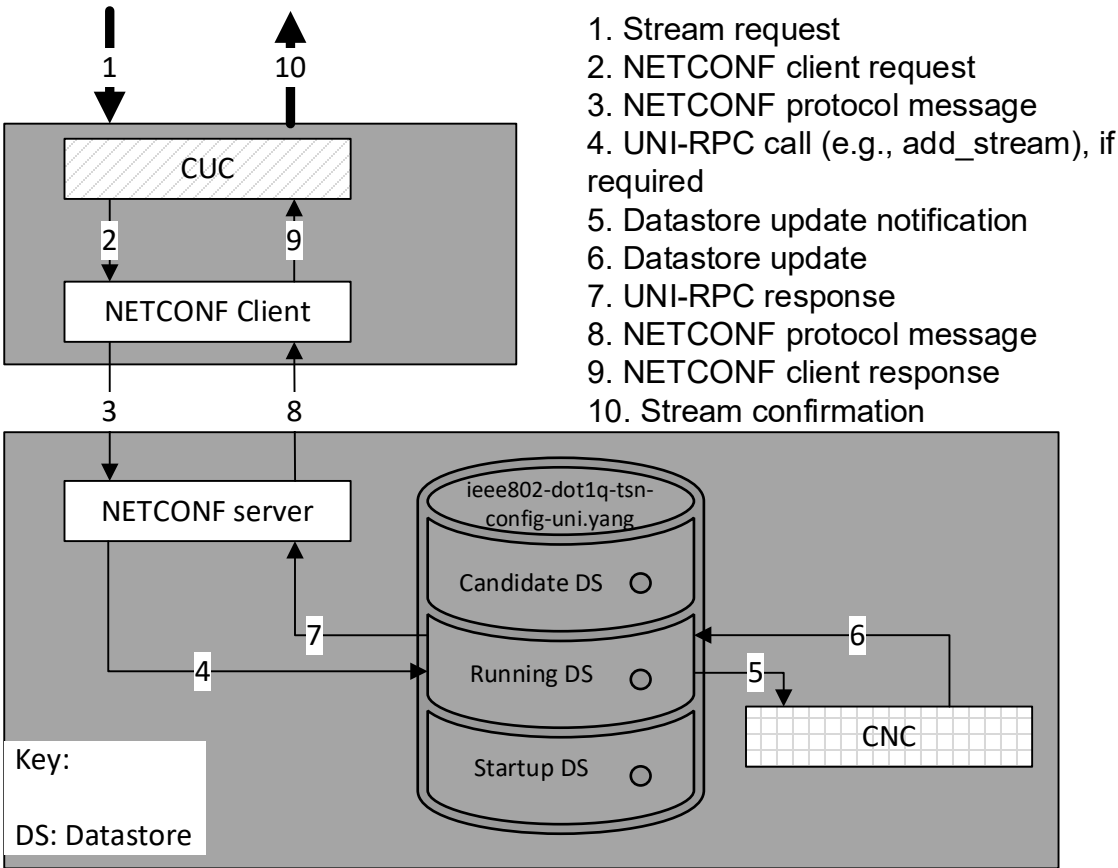 1. Stream request
2. NETCONF client request
3. NETCONF protocol message
4. UNI-RPC call (e.g., add_stream), if
required
5. Datastore update notification
6. Datastore update
7. UNI-RPC response
8. NETCONF protocol message
9. NETCONF client response
10. Stream confirmation
1
10
CUC
2
9
NETCONF Client
3
8
NETCONF server
ieee802-dot1q-tsn-
config-uni.yang
Candidate DS
7
6
4
Running DS
5
CNC
Startup DS
Key:
DS: Datastore